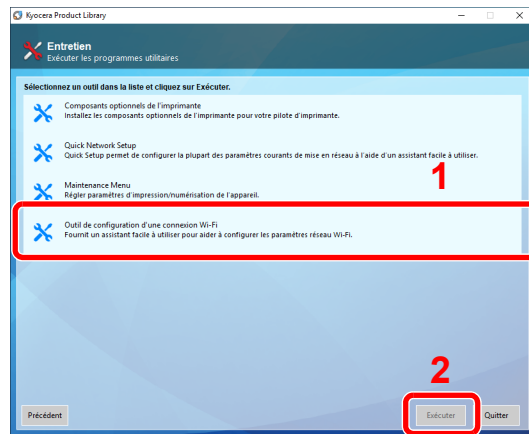 Kyocera Product Library
Entretien
Exécuter les programmes utilitaires
Sélectionnez un outil dans la liste et cliquez sur Exécuter.
Composants optionnels de l'imprimante
Installez les composants optionnels de l'imprimante pour votre pilote d'imprimante.
Quick Network Setup
Quick Setup permet de configurer la plupart des paramètres courants de mise en réseau à l'aide d'un assistant facile à utiliser.
1
Maintenance Menu
Régler paramètres d'impression/numérisation de l'appareil.
Outil de configuration d'une connexion Wi-Fi
Fournit un assistant facile à utiliser pour aider à configurer les paramètres réseau Wi-Fi.
2
Précédent
Exécuter
Quitter